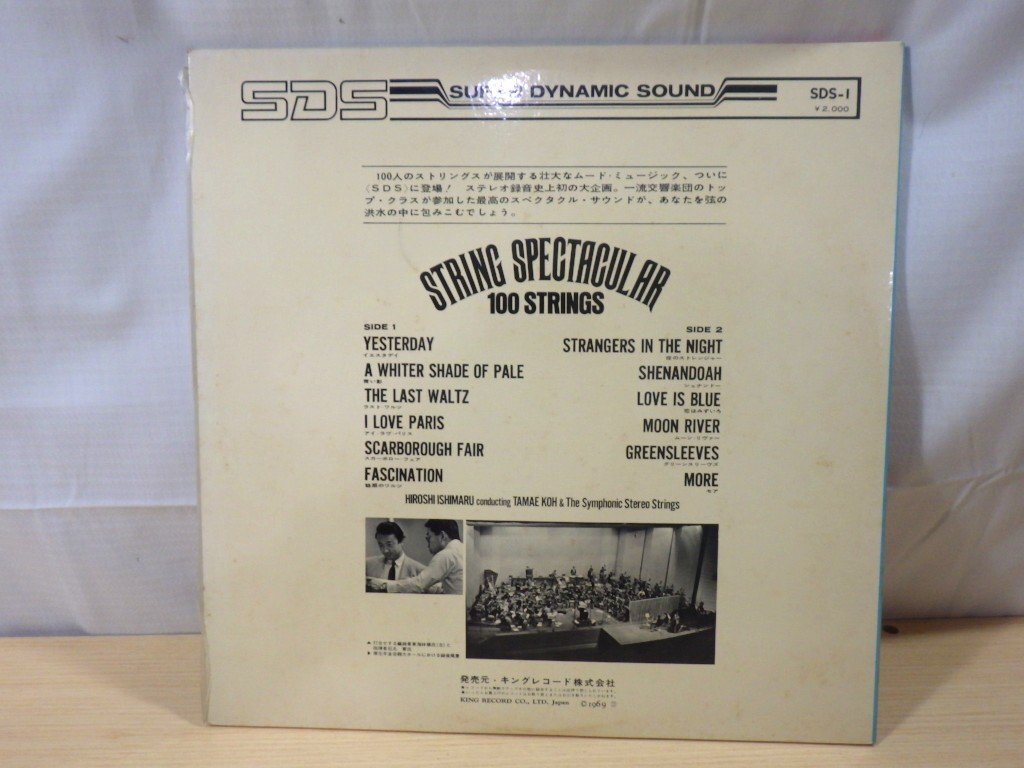 SDS
SUPER DYNAMIC SOUND
SDS-1
¥2,000
100人のストリングスが展開する壮大なムード・ミュージック、ついに
〈SDS〉に登場！ ステレオ録音史上初の大企画。一流交響楽団のトッ
プ・クラスが参加した最高のスペクタクル・サウンドが、あなたを弦の
洪水の中に包みこむでしょう。
STRING SPECTACULAR
100 STRINGS
SIDE 1
YESTERDAY
イエスタデイ
A WHITER SHADE OF PALE
青い影
THE LAST WALTZ
ラスト・ワルツ
I LOVE PARIS
アイ・ラヴ・パリス
SCARBOROUGH FAIR
スカーボロー・フェア
FASCINATION
魅惑のワルツ
SIDE 2
STRANGERS IN THE NIGHT
夜のストレンジャー
SHENANDOAH
シェナンドー
LOVE IS BLUE
恋はみずいろ
MOON RIVER
ムーン・リヴァー
GREENSLEEVES
グリーンスリーヴズ
MORE
モア
HIROSHI ISHIMARU conducting TAMAE KOH & The Symphonic Stereo Strings
発売元・キングレコード株式会社
KING RECORD CO., LTD. Japan ©1969 Ⓟ